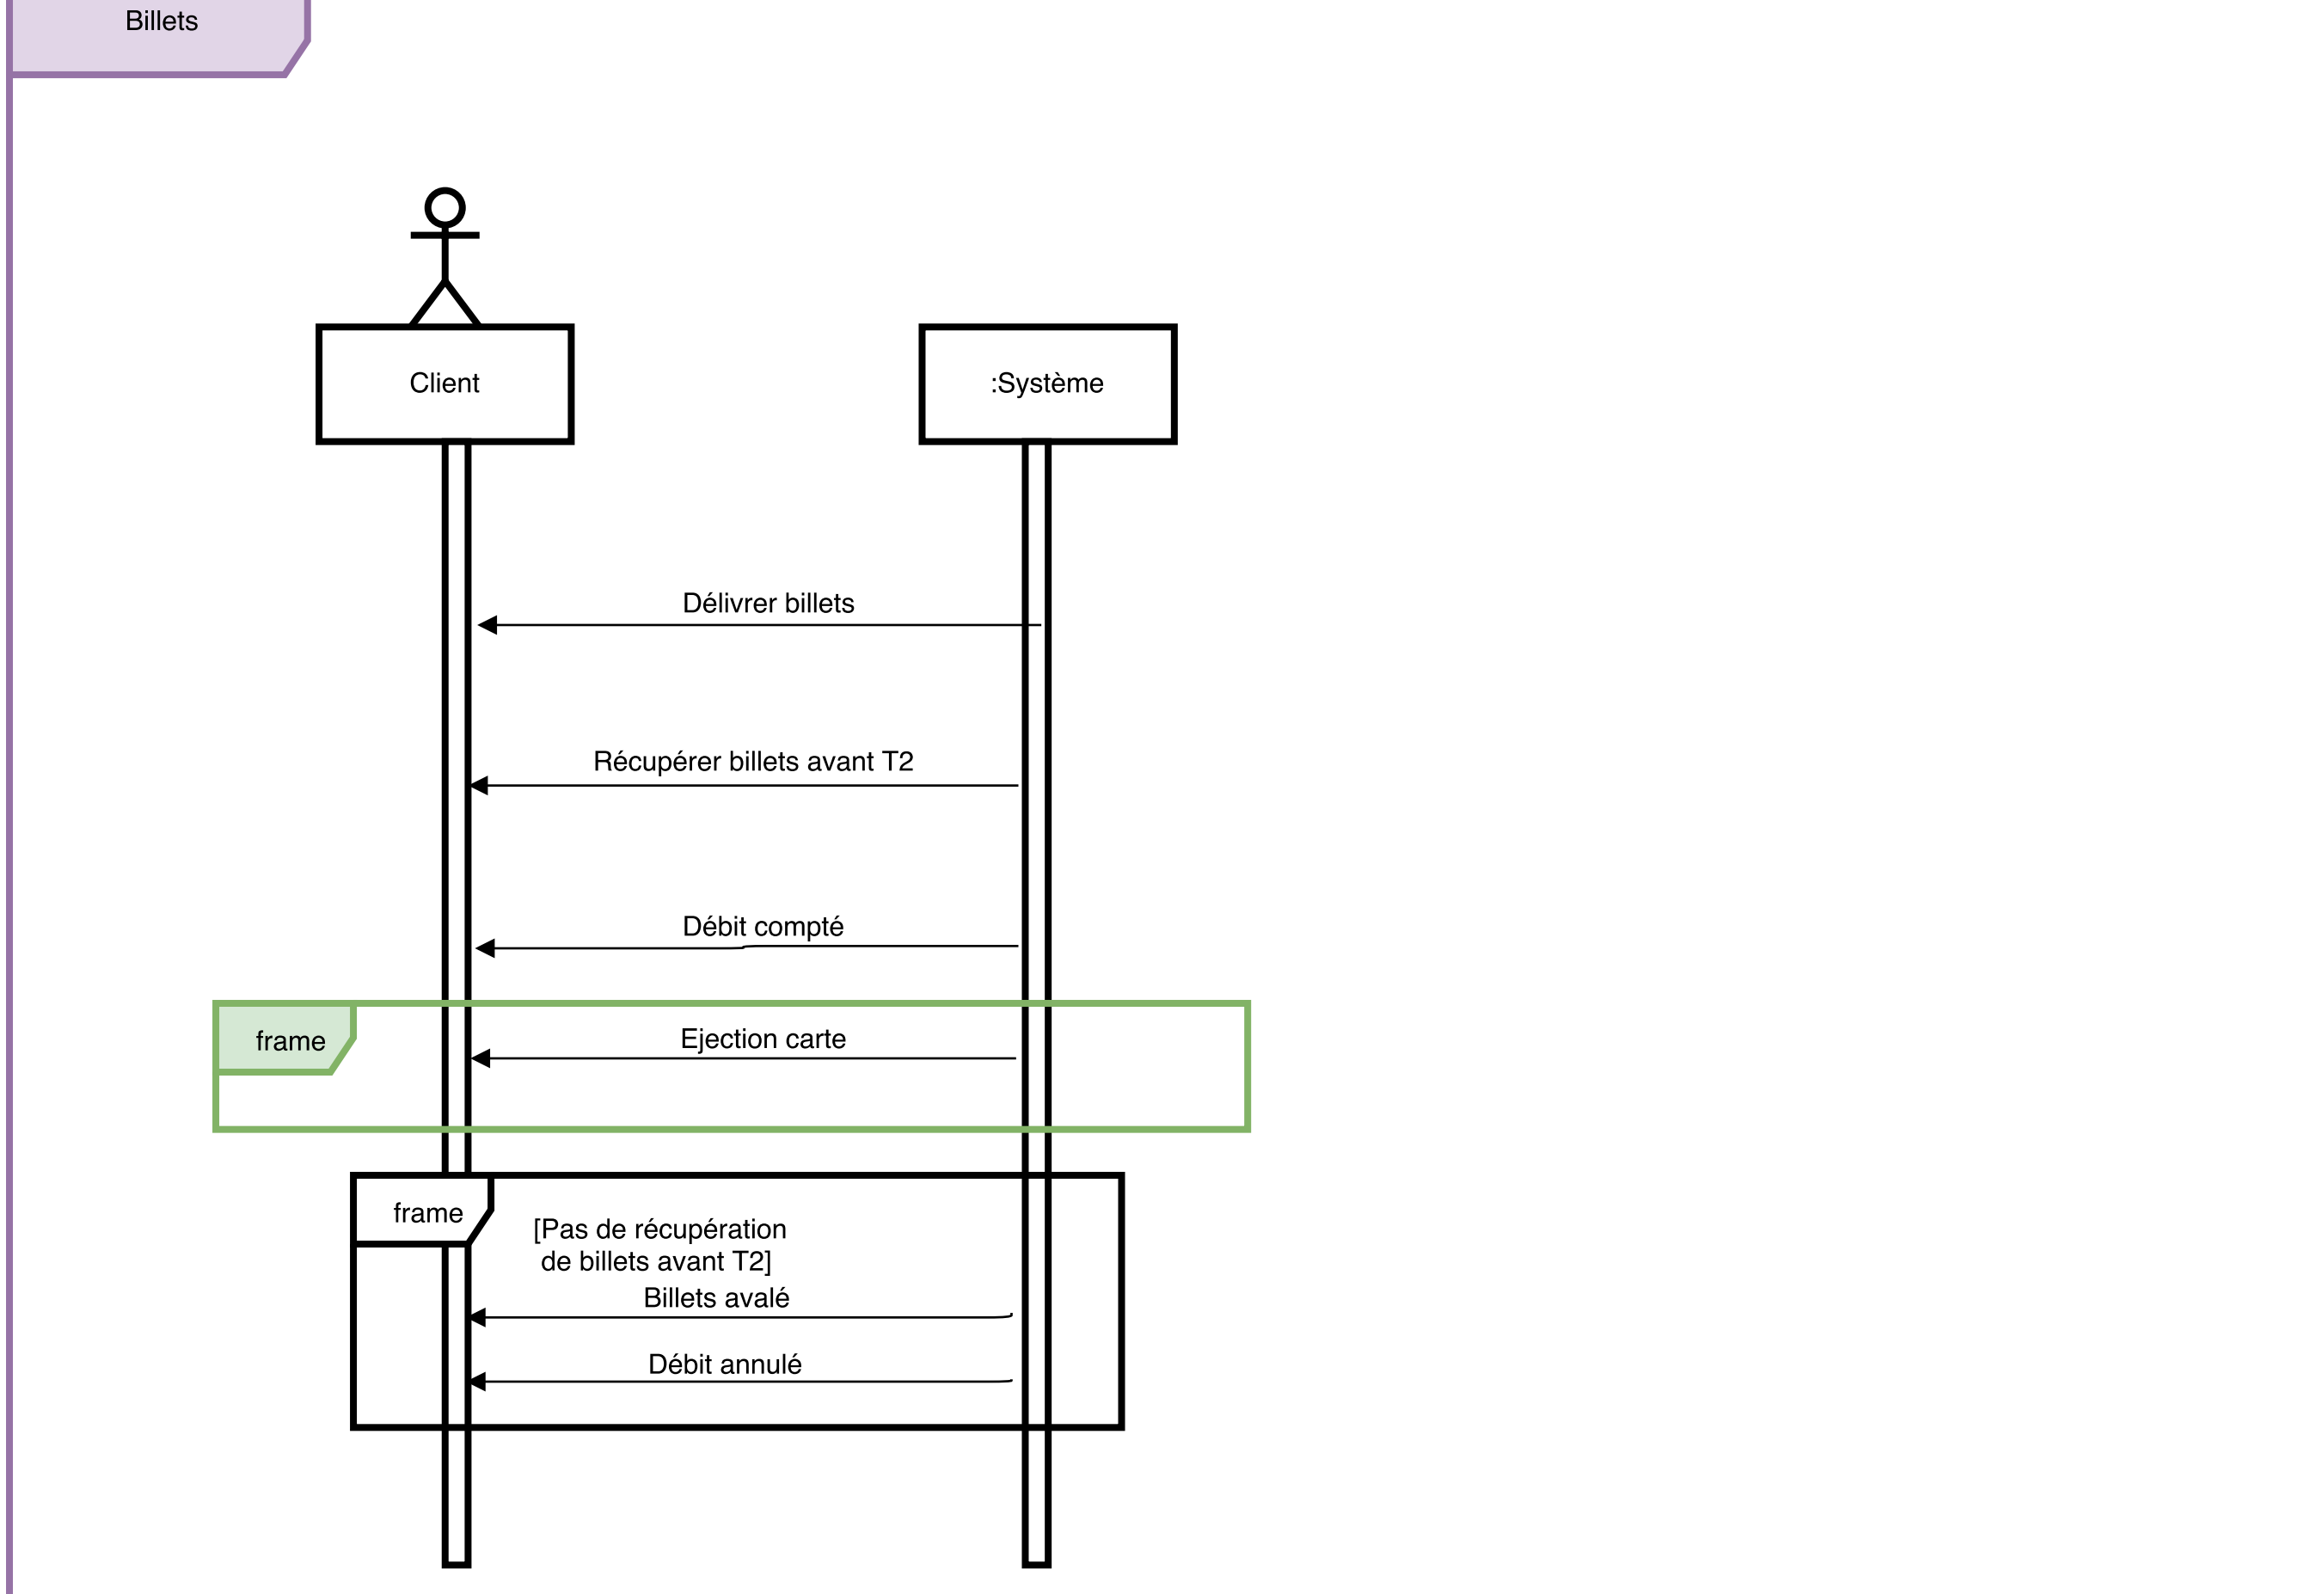 Billets
Client
:Système
Délivrer billets
Récupérer billets avant T2
Débit compté
frame
Ejection carte
frame
[Pas de récupération
de billets avant T2]
Billets avalé
Débit annulé